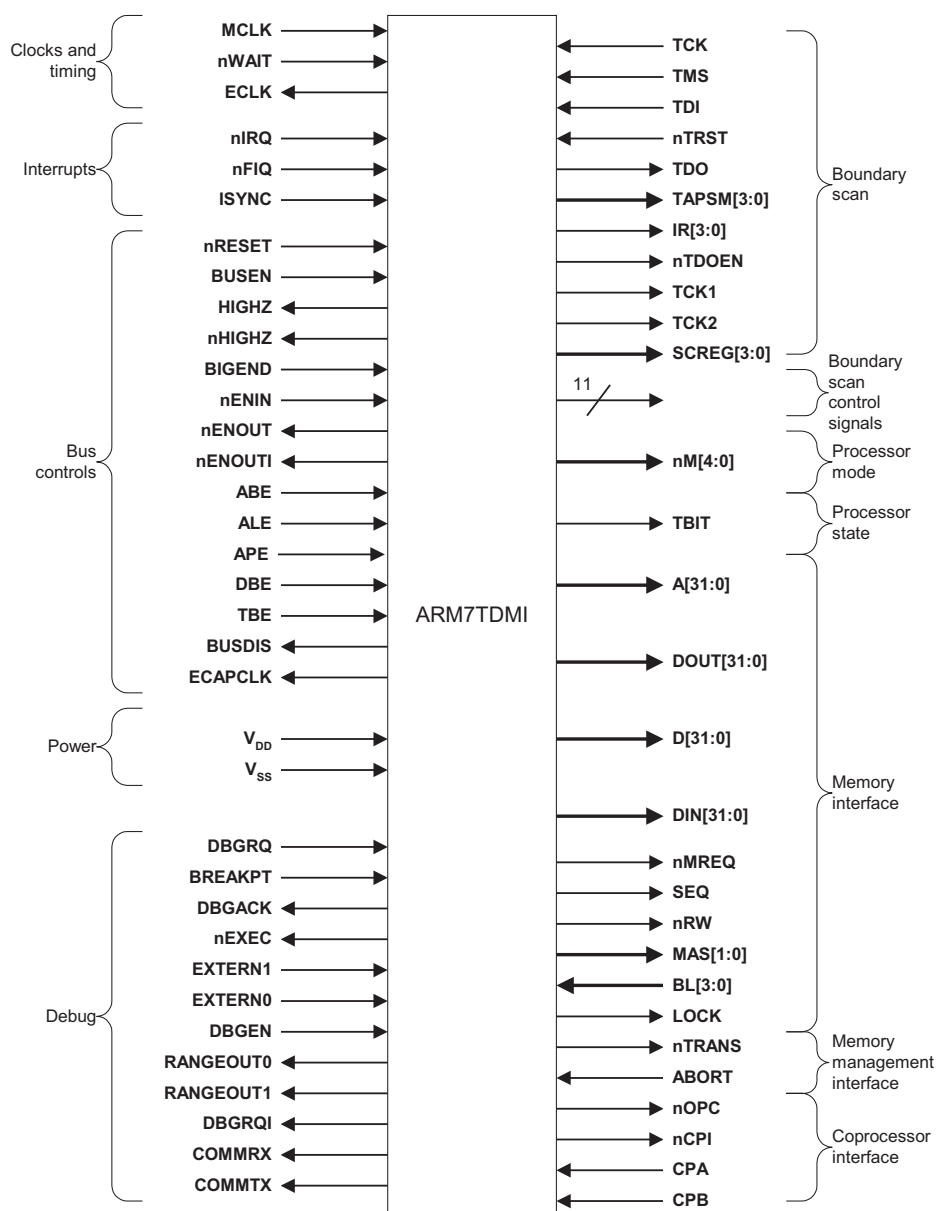 Clocks and
timing
MCLK
nWAIT
ECLK
Interrupts
nIRQ
nFIQ
ISYNC
Bus
controls
nRESET
BUSEN
HIGHZ
nHIGHZ
BIGEND
nENIN
nENOUT
nENOUTI
ABE
ALE
APE
DBE
TBE
BUSDIS
ECAPCLK
Power
VDD
VSS
Debug
DBGRQ
BREAKPT
DBGACK
nEXEC
EXTERN1
EXTERN0
DBGEN
RANGEOUT0
RANGEOUT1
DBGRQI
COMMRX
COMMTX
ARM7TDMI
TCK
TMS
TDI
nTRST
TDO
TAPSM[3:0]
IR[3:0]
nTDOEN
TCK1
TCK2
SCREG[3:0]
Boundary
scan
11
Boundary
scan
control
signals
nM[4:0]
Processor
mode
TBIT
Processor
state
A[31:0]
DOUT[31:0]
D[31:0]
DIN[31:0]
nMREQ
SEQ
nRW
MAS[1:0]
BL[3:0]
LOCK
Memory
interface
nTRANS
ABORT
Memory
management
interface
nOPC
nCPI
CPA
CPB
Coprocessor
interface